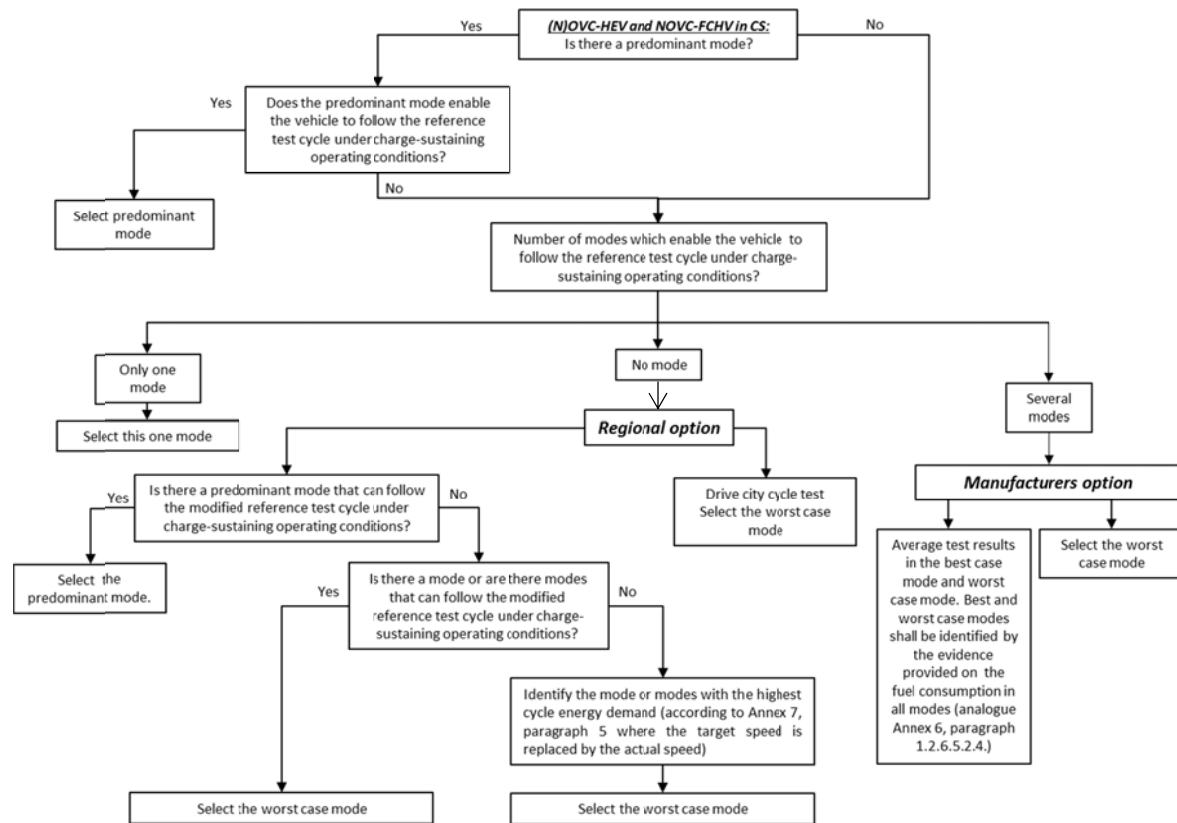 (N)OVC-HEV and NOVC-FCHV in CS:
Is there a predominant mode?
Yes
No
Yes
Does the predominant mode enable
the vehicle to follow the reference
test cycle under charge-sustaining
operating conditions?
No
Select predominant
mode
Number of modes which enable the vehicle to
follow the reference test cycle under charge-
sustaining operating conditions?
Only one
mode
No mode
Several
modes
Select this one mode
Regional option
Manufacturers option
Yes
Is there a predominant mode that can follow
the modified reference test cycle under
charge-sustaining operating conditions?
No
Drive city cycle test
Select the worst case
mode
Select the
predominant mode.
Yes
Is there a mode or are there modes
that can follow the modified
reference test cycle under charge-
sustaining operating conditions?
No
Average test results
in the best case
mode and worst
case mode. Best and
worst case modes
shall be identified by
the evidence
provided on the
fuel consumption in
all modes (analogue
Annex 6, paragraph
1.2.6.5.2.4.)
Select the worst
case mode
Identify the mode or modes with the highest
cycle energy demand (according to Annex 7,
paragraph 5 where the target speed is
replaced by the actual speed)
Select the worst case mode
Select the worst case mode